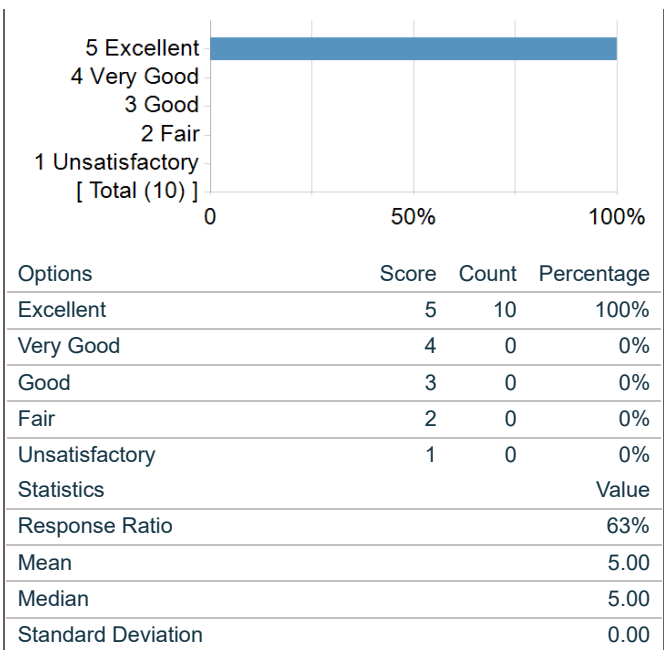 5 Excellent
4 Very Good
3 Good
2 Fair
1 Unsatisfactory
[ Total (10) ]
0 50% 100%
Options Score Count Percentage
Excellent 5 10 100%
Very Good 4 0 0%
Good 3 0 0%
Fair 2 0 0%
Unsatisfactory 1 0 0%
Statistics Value
Response Ratio 63%
Mean 5.00
Median 5.00
Standard Deviation 0.00